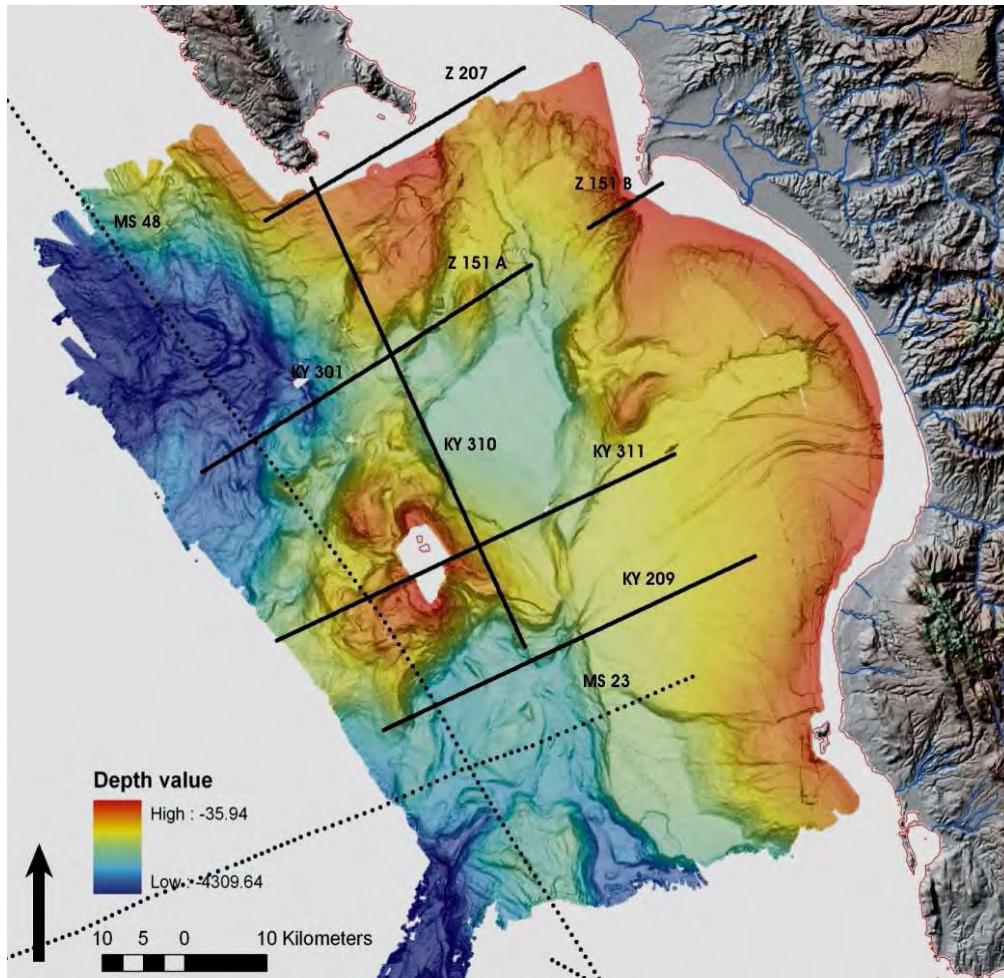 Z 207
Z 151 B
MS 48
Z 151 A
KY 301
KY 310
KY 311
KY 209
MS 23
Depth value
High : -35.94
Low : -4309.64
10 5 0 10 Kilometers